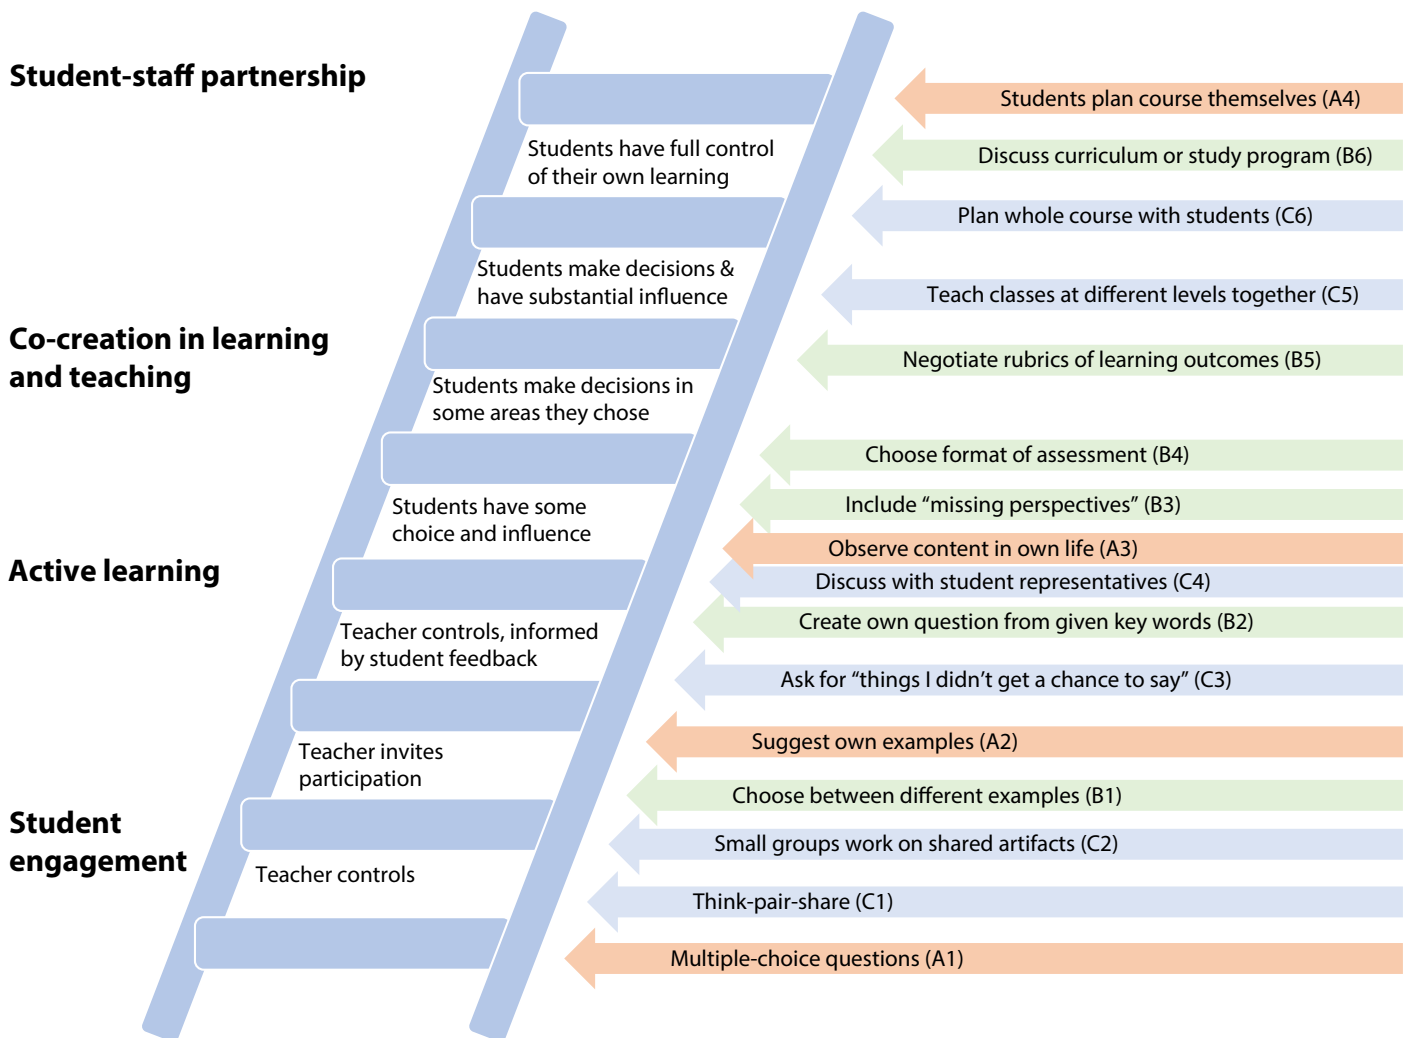 Student-staff partnership
Co-creation in learning
and teaching
Active learning
Student
engagement
Students have full control
of their own learning
Students make decisions &
have substantial influence
Students make decisions in
some areas they chose
Students have some
choice and influence
Teacher controls, informed
by student feedback
Teacher invites
participation
Teacher controls
Students plan course themselves (A4)
Discuss curriculum or study program (B6)
Plan whole course with students (C6)
Teach classes at different levels together (C5)
Negotiate rubrics of learning outcomes (B5)
Choose format of assessment (B4)
Include “missing perspectives” (B3)
Observe content in own life (A3)
Discuss with student representatives (C4)
Create own question from given key words (B2)
Ask for “things I didn’t get a chance to say” (C3)
Suggest own examples (A2)
Choose between different examples (B1)
Small groups work on shared artifacts (C2)
Think-pair-share (C1)
Multiple-choice questions (A1)